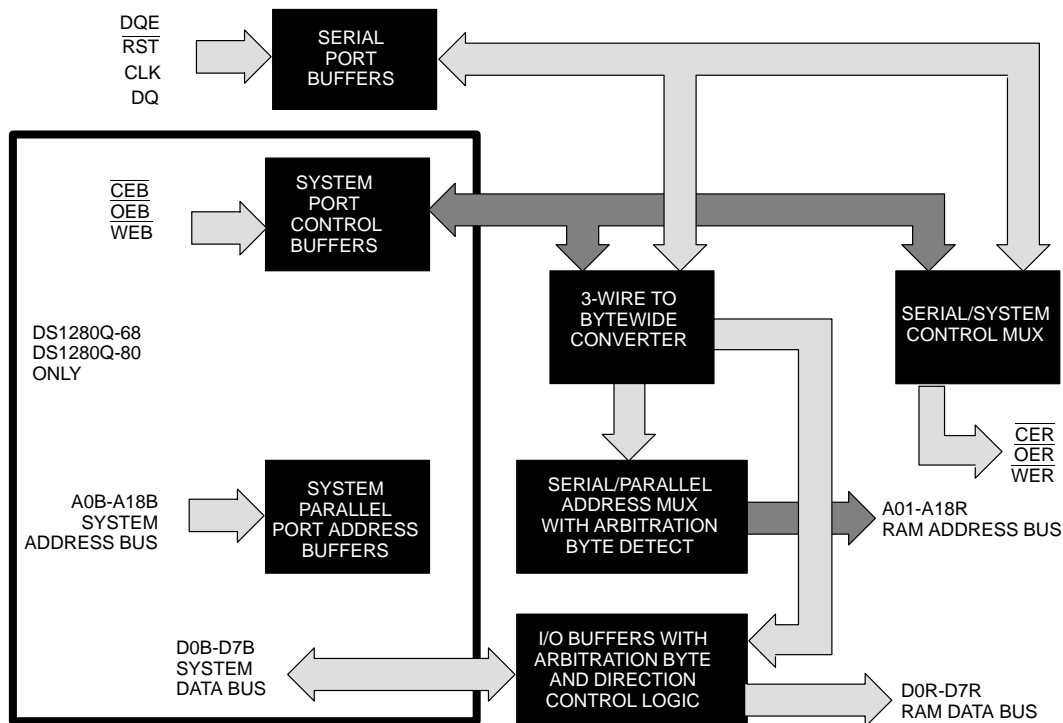 DQE
RST
CLK
DQ
SERIAL
PORT
BUFFERS
CEB
OEB
WEB
SYSTEM
PORT
CONTROL
BUFFERS
DS1280Q-68
DS1280Q-80
ONLY
3-WIRE TO
BYTEWIDE
CONVERTER
SERIAL/SYSTEM
CONTROL MUX
CER
OER
WER
A0B-A18B
SYSTEM
ADDRESS BUS
SYSTEM
PARALLEL
PORT ADDRESS
BUFFERS
SERIAL/PARALLEL
ADDRESS MUX
WITH ARBITRATION
BYTE DETECT
A01-A18R
RAM ADDRESS BUS
D0B-D7B
SYSTEM
DATA BUS
I/O BUFFERS WITH
ARBITRATION BYTE
AND DIRECTION
CONTROL LOGIC
D0R-D7R
RAM DATA BUS